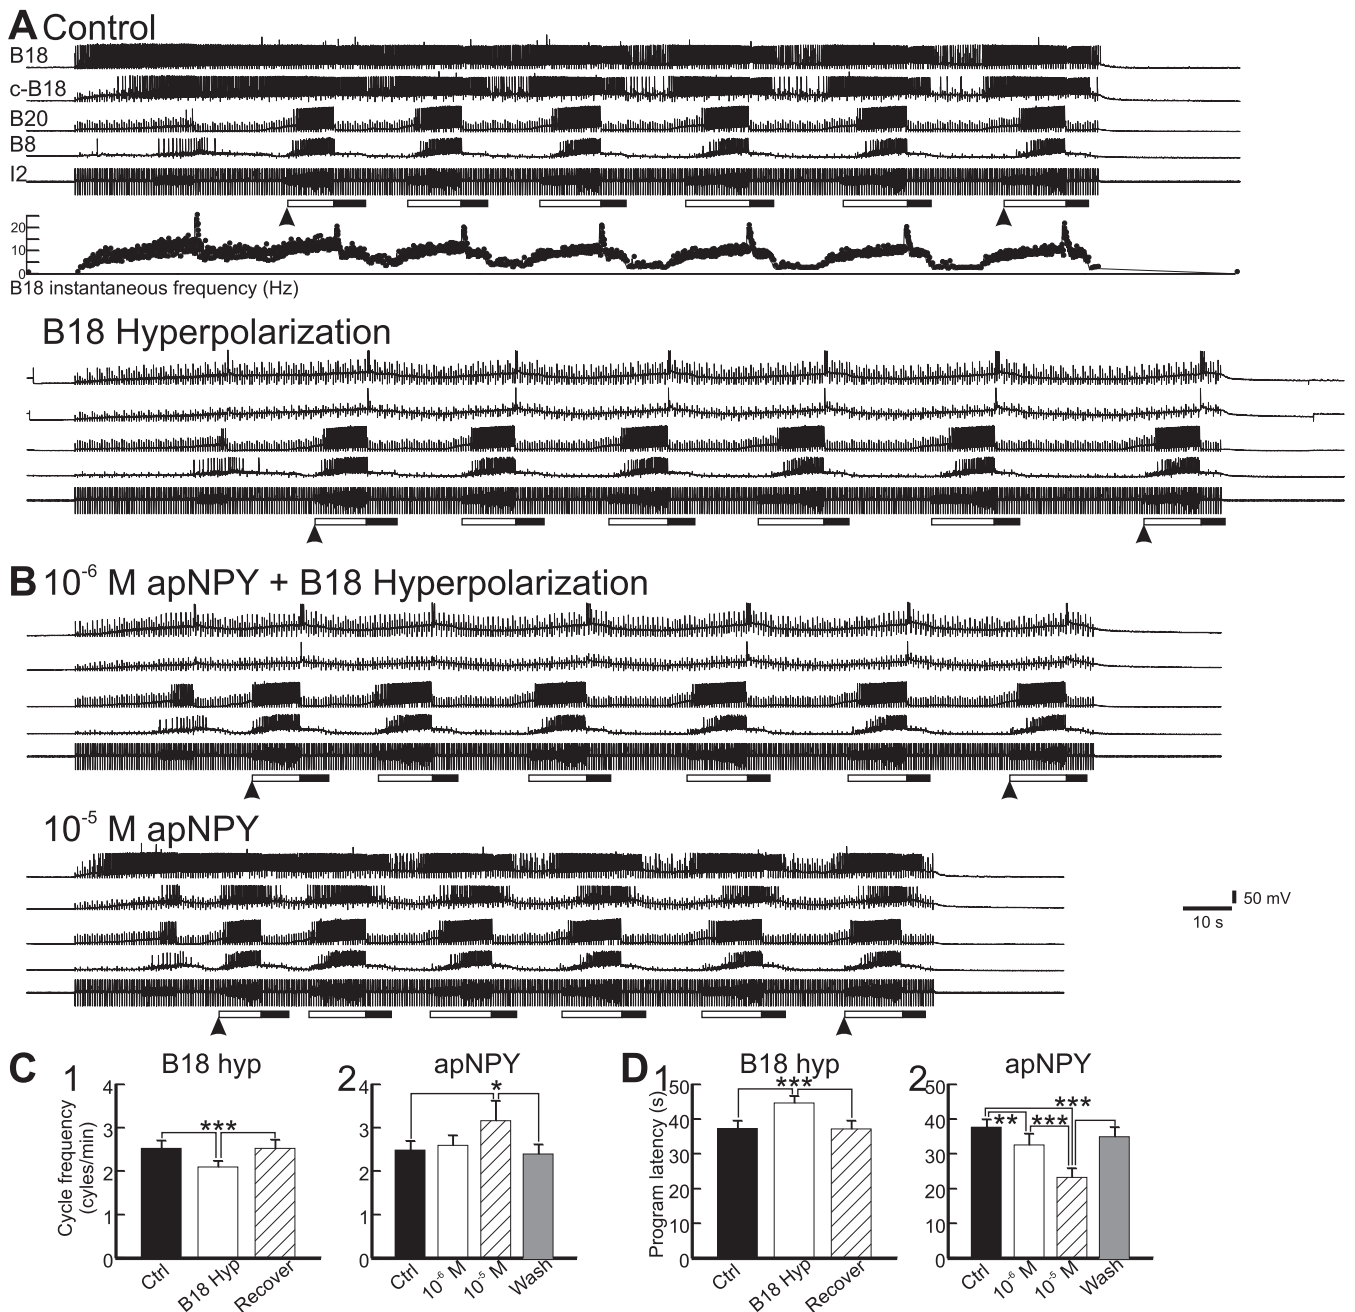 A Control
B18
c-B18
B20
B8
I2
20
10
0
B18 instantaneous frequency (Hz)
B18 Hyperpolarization
B 10-6 M apNPY + B18 Hyperpolarization
10-5 M apNPY
50 mV
10 s
C 1 B18 hyp
Cycle frequency
(cyles/min)
4
3
2
1
0
***
Ctrl
B18 Hyp
Recover
2 apNPY
4
3
2
1
0
*
Ctrl
10-6 M
10-5 M
Wash
D 1 B18 hyp
Program latency (s)
50
40
30
20
10
0
***
Ctrl
B18 Hyp
Recover
2 apNPY
50
40
30
20
10
0
***
** ***
Ctrl
10-6 M
10-5 M
Wash